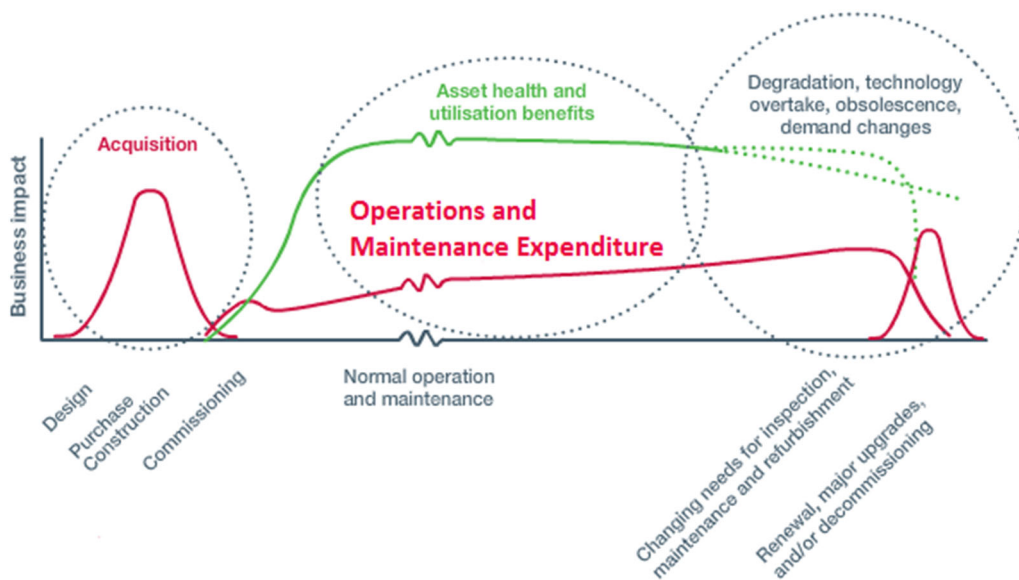 Acquisition
Asset health and
utilisation benefits
Degradation, technology
overtake, obsolescence,
demand changes
Operations and
Maintenance Expenditure
Business impact
Design
Purchase
Construction
Commissioning
Normal operation
and maintenance
Changing needs for inspection,
maintenance and refurbishment
Renewal, major upgrades,
and/or decommissioning